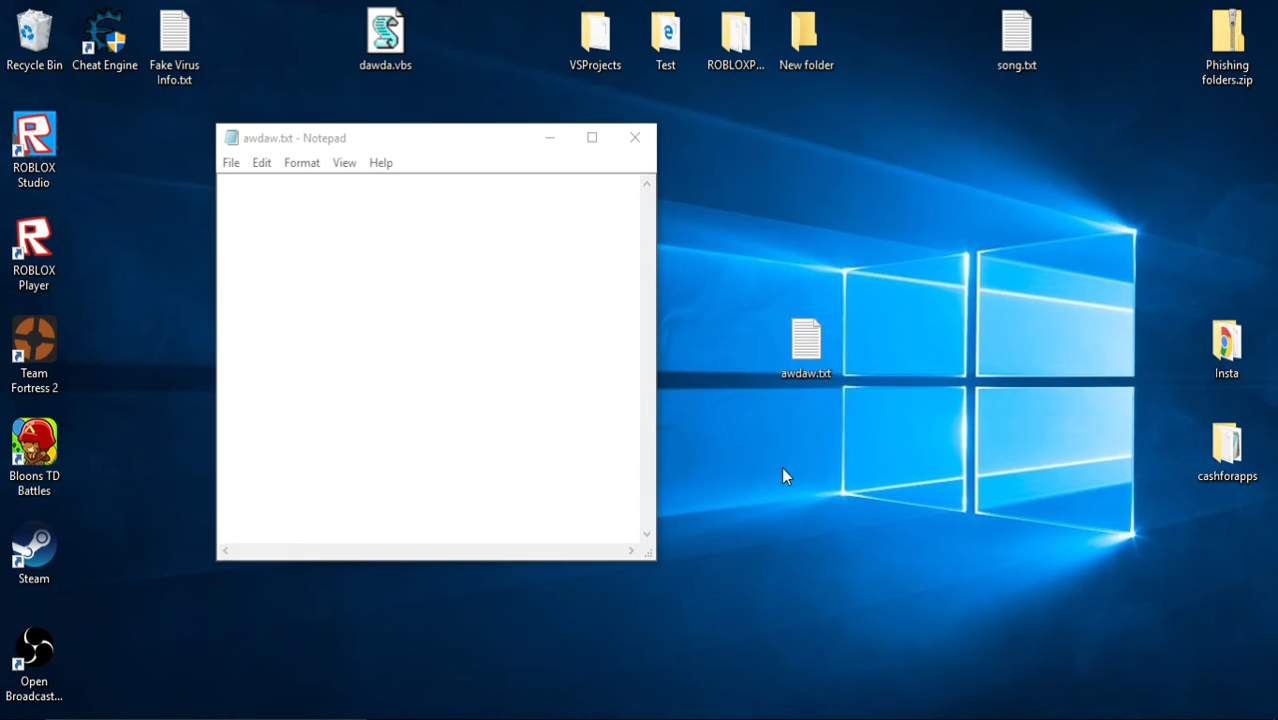 Recycle Bin
Cheat Engine
Fake Virus
Info.txt
dawda.vbs
VSProjects
Test
ROBLOXP...
New folder
song.txt
Phishing
folders.zip
awdaw.txt - Notepad
File Edit Format View Help
ROBLOX
Studio
ROBLOX
Player
awdaw.txt
Insta
Team
Fortress 2
Bloons TD
Battles
cashforapps
Steam
Open
Broadcast...